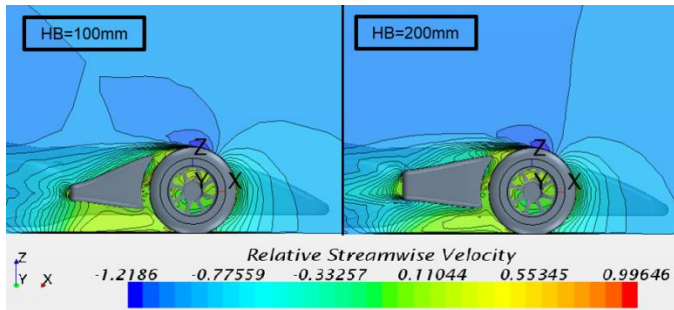 HB=100mm
HB=200mm
Z
Y
X
Z
Y
X
Relative Streamwise Velocity
Z
Y X
-1.2186 -0.77559 -0.33257 0.11044 0.55345 0.99646